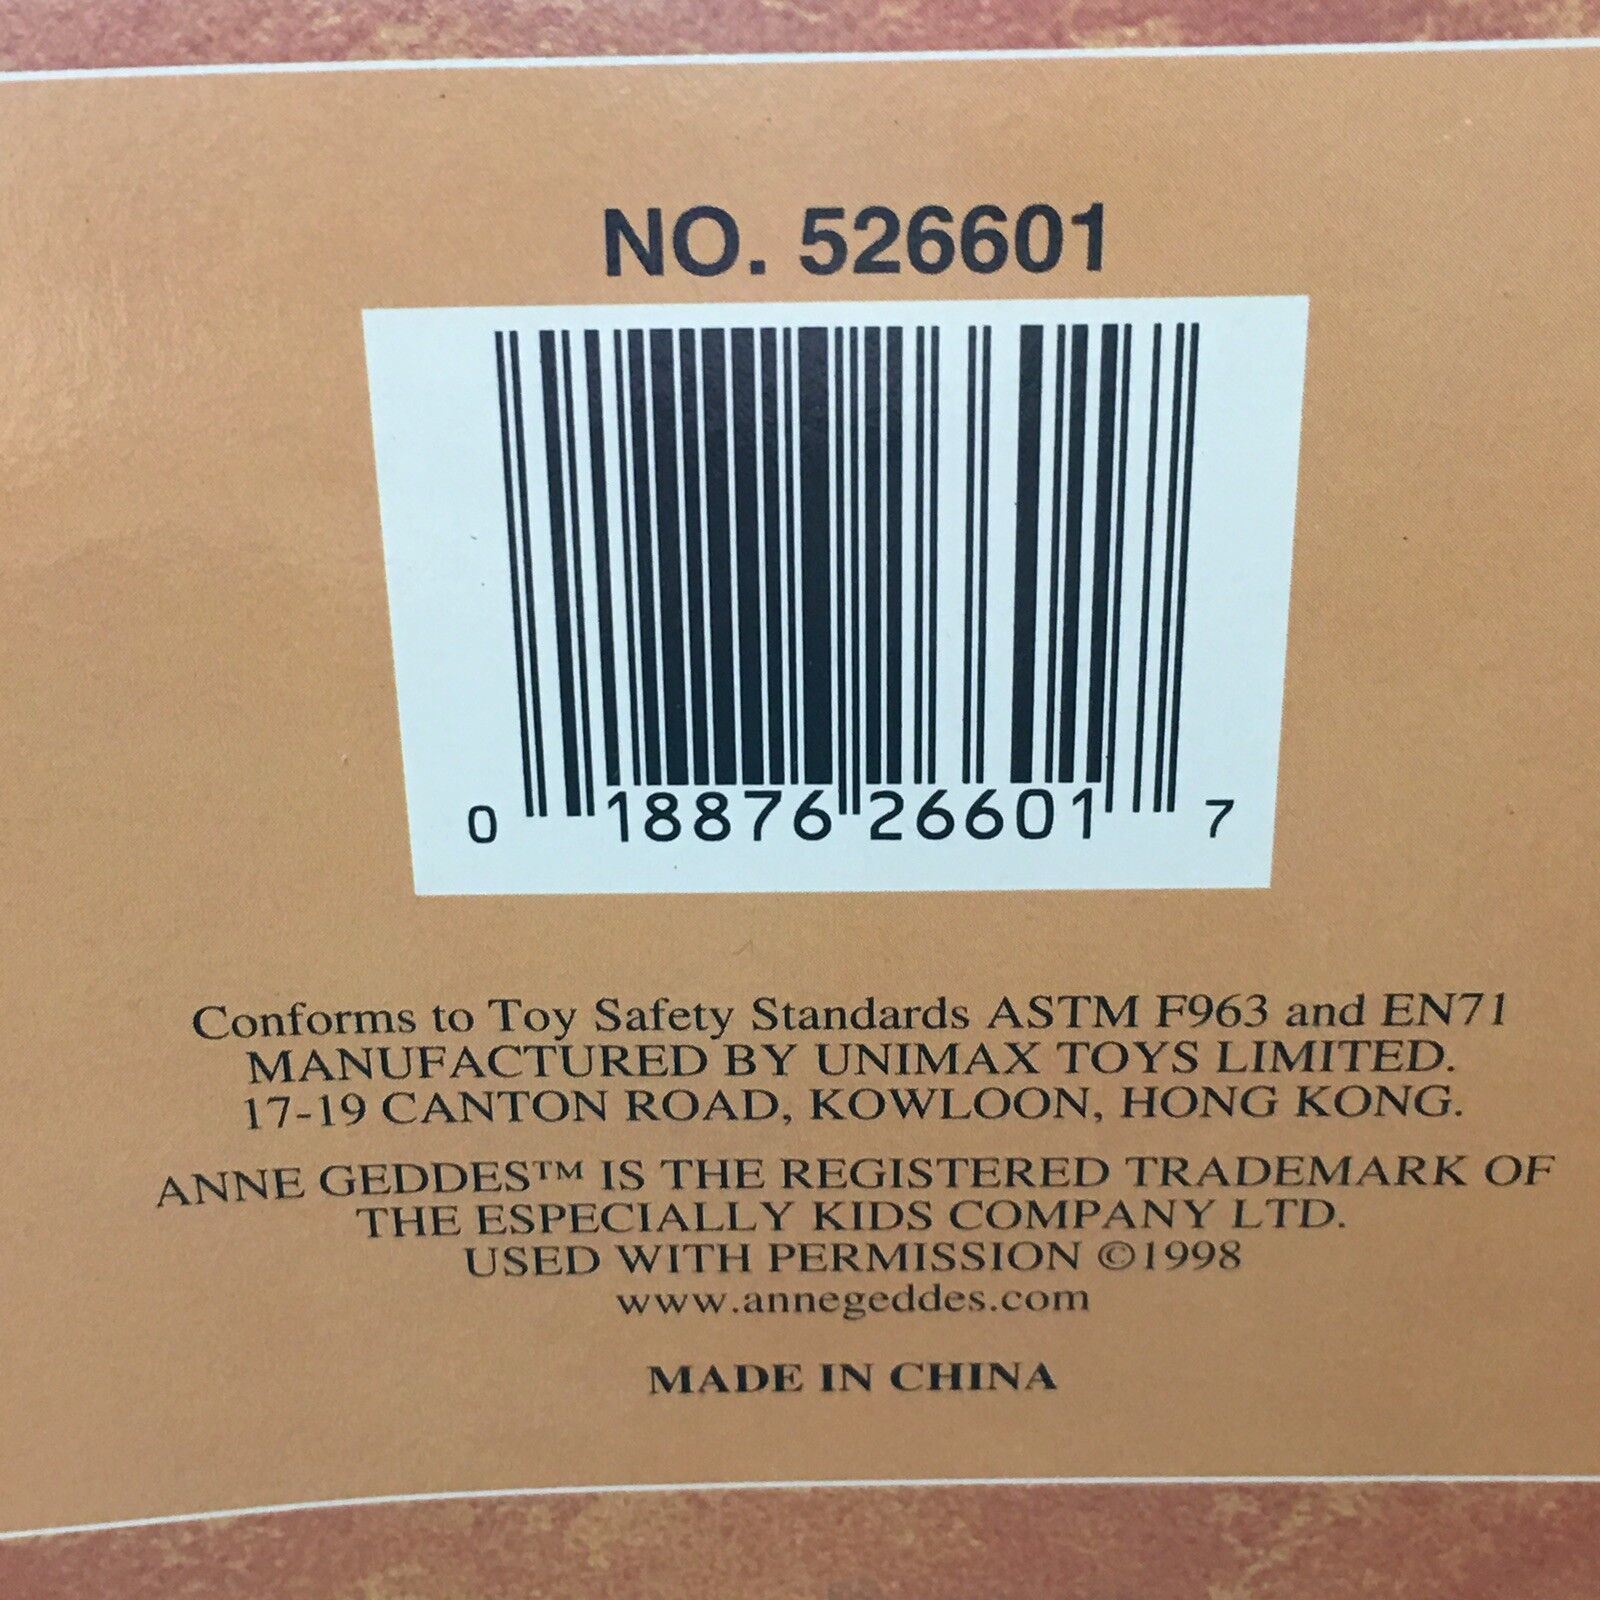 NO. 526601
0 18876 26601 7
Conforms to Toy Safety Standards ASTM F963 and EN71
MANUFACTURED BY UNIMAX TOYS LIMITED.
17-19 CANTON ROAD, KOWLOON, HONG KONG.
ANNE GEDDES™ IS THE REGISTERED TRADEMARK OF
THE ESPECIALLY KIDS COMPANY LTD.
USED WITH PERMISSION ©1998
www.annegeddes.com
MADE IN CHINA